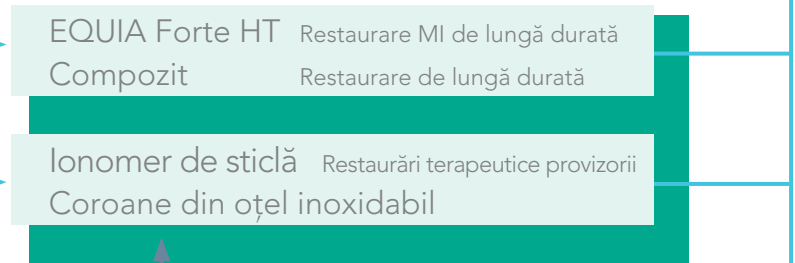 EQUIA Forte HT Restaurare MI de lungă durată
Compozit Restaurare de lungă durată
Ionomer de sticlă Restaurări terapeutice provizorii
Coroane din oțel inoxidabil